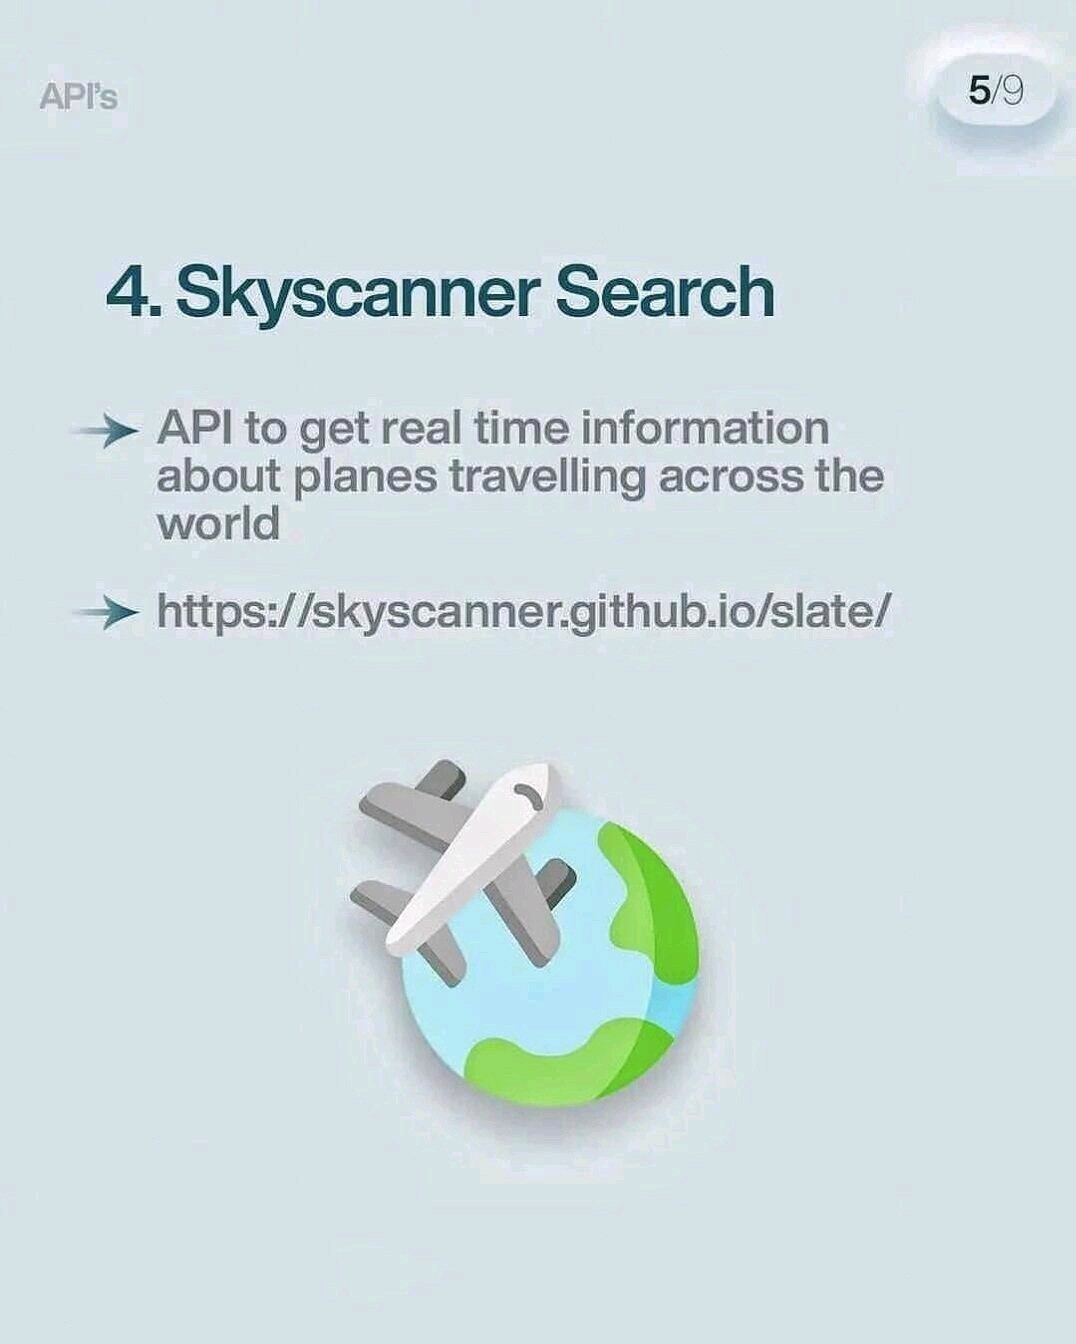 API's
5/9
4. Skyscanner Search
API to get real time information
about planes travelling across the
world
https://skyscanner.github.io/slate/